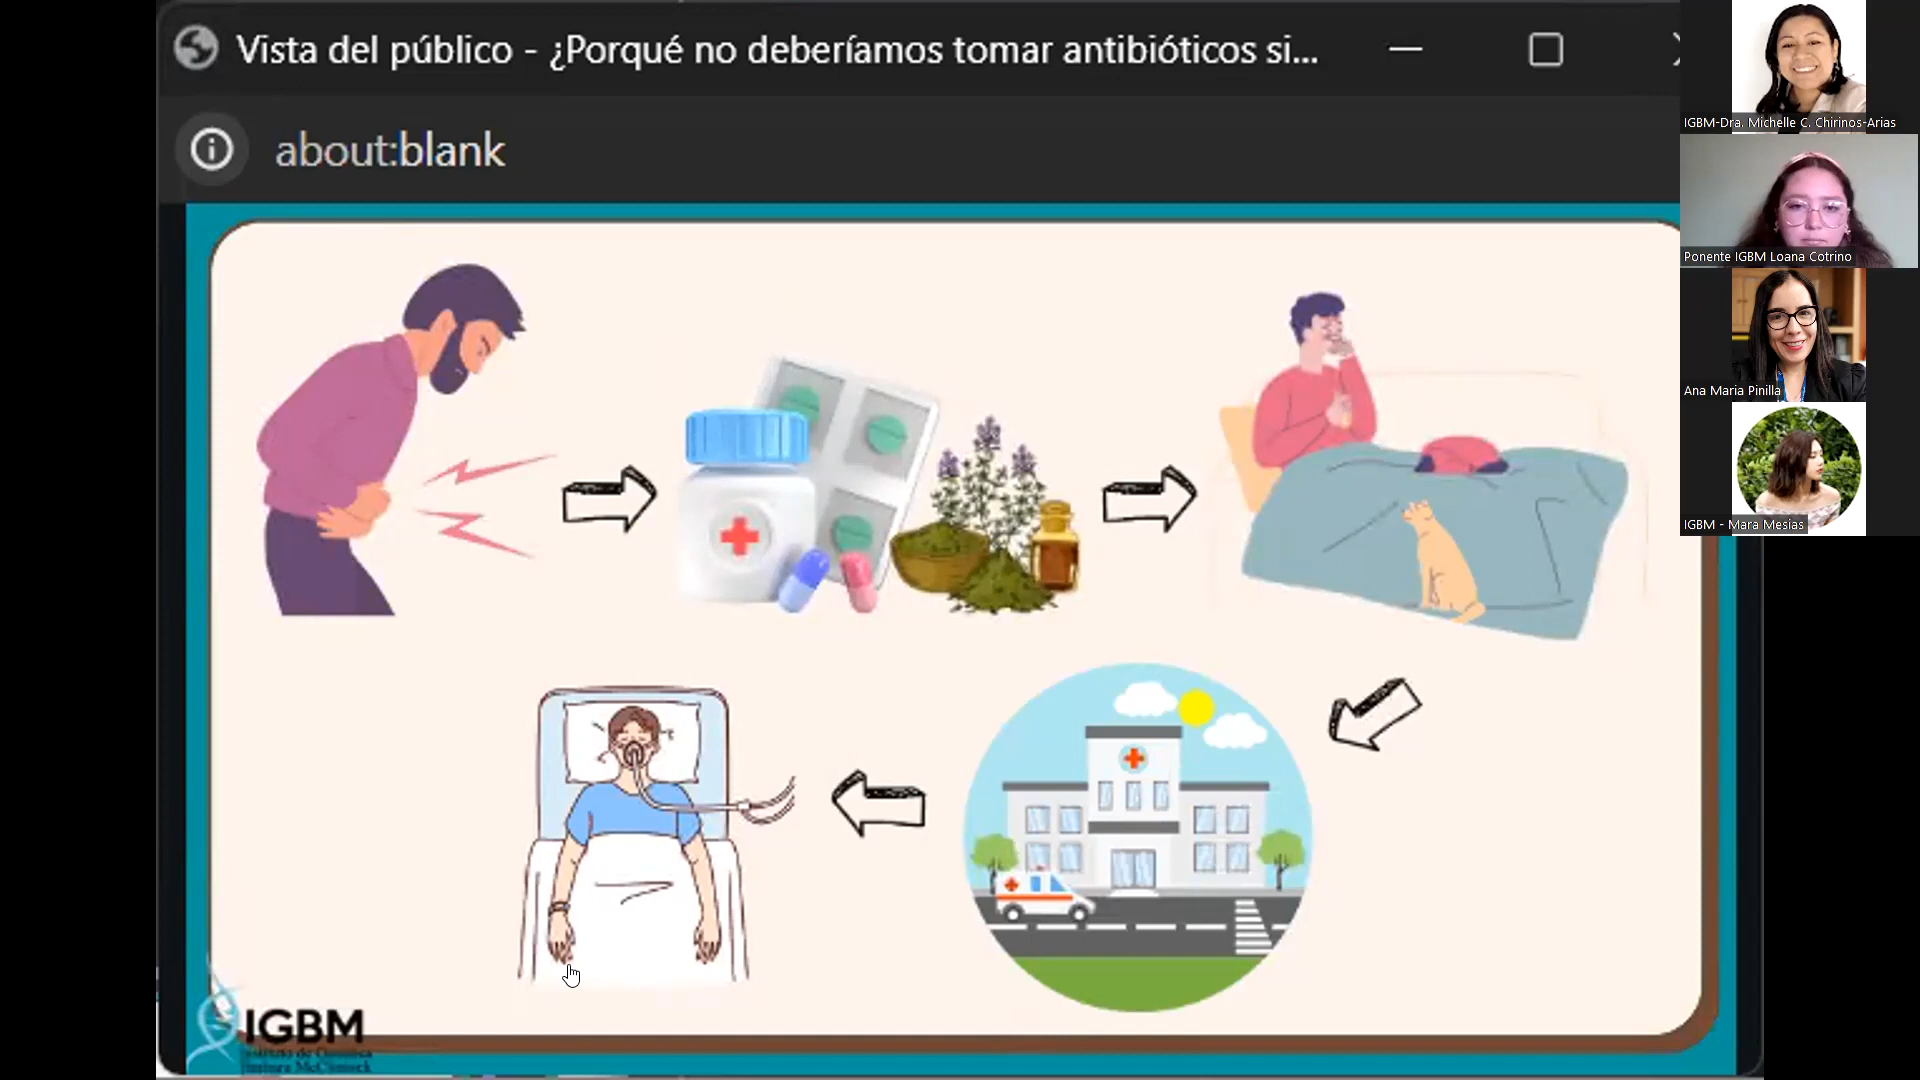 Vista del público - ¿Porqué no deberíamos tomar antibióticos si...
about:blank
IGBM-Dra. Michelle C. Chirinos-Arias
Ponente IGBM Loana Cotrino
Ana Maria Pinilla
IGBM - Mara Mesias
IGBM